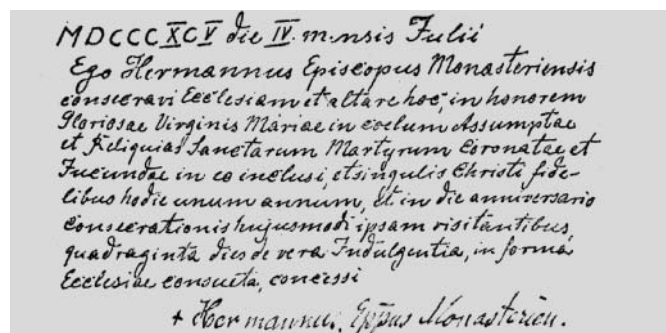 MDCCCXCV die IV. mensis Julii
Ego Hermannus Episcopus Monasteriensis
consecravi Ecclesiam et altare hoc, in honorem
Gloriosae Virginis Mariae in coelum Assumptae
et Reliquias Sanctarum Martyrum Coronatae et
Jucundae in eo inclusi, et singulis Christi fide-
libus hodie unum annum, et in die anniversario
consecrationis hujusmodi ipsam visitantibus,
quadraginta dies de vera Indulgentia, in forma
Ecclesiae consueta, concessi
+ Hermannus, Eppus Monasterien.